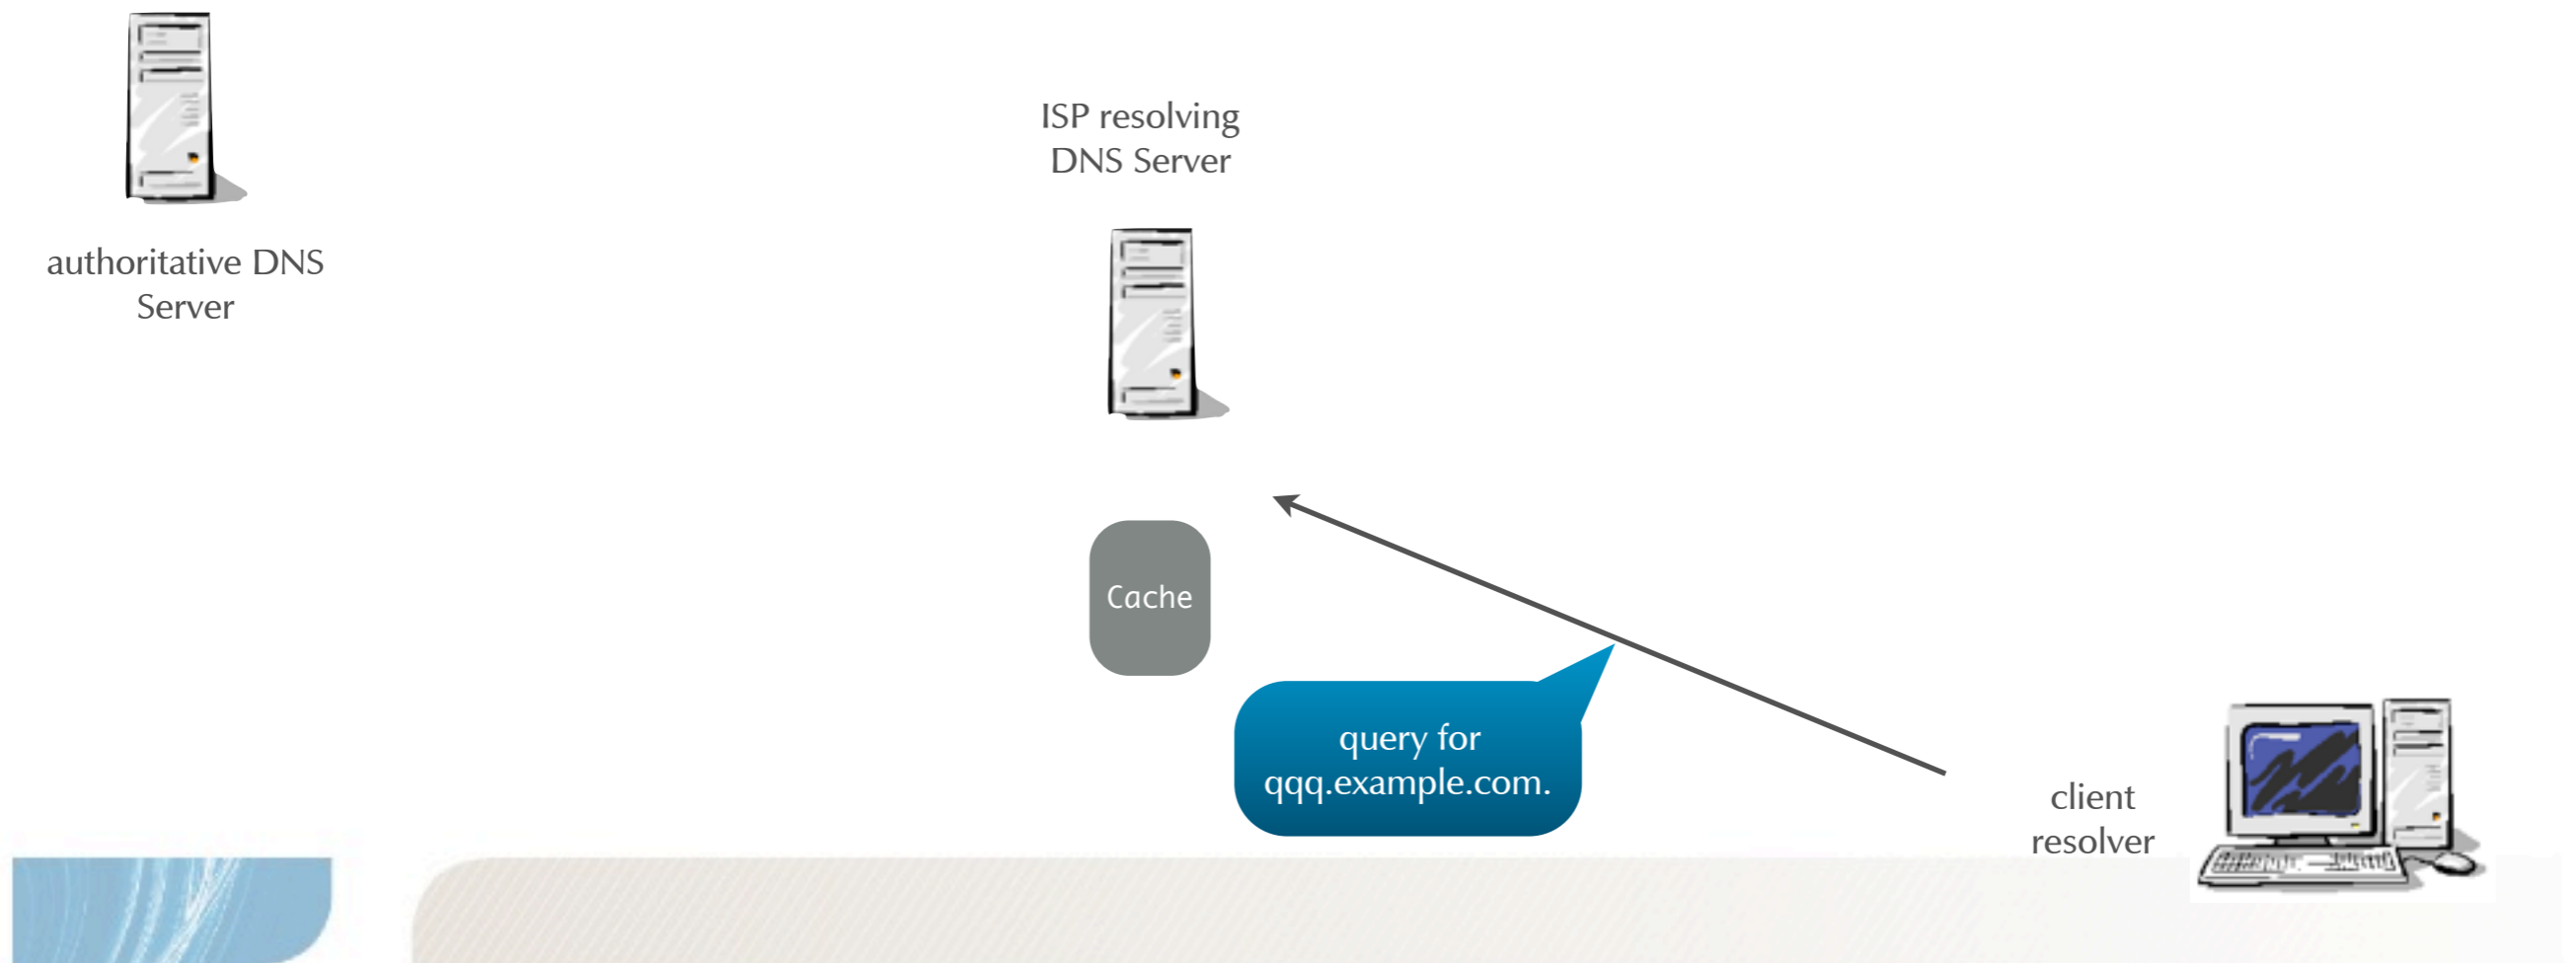 ISP resolving
DNS Server
authoritative DNS
Server
Cache
query for
qqq.example.com.
client
resolver